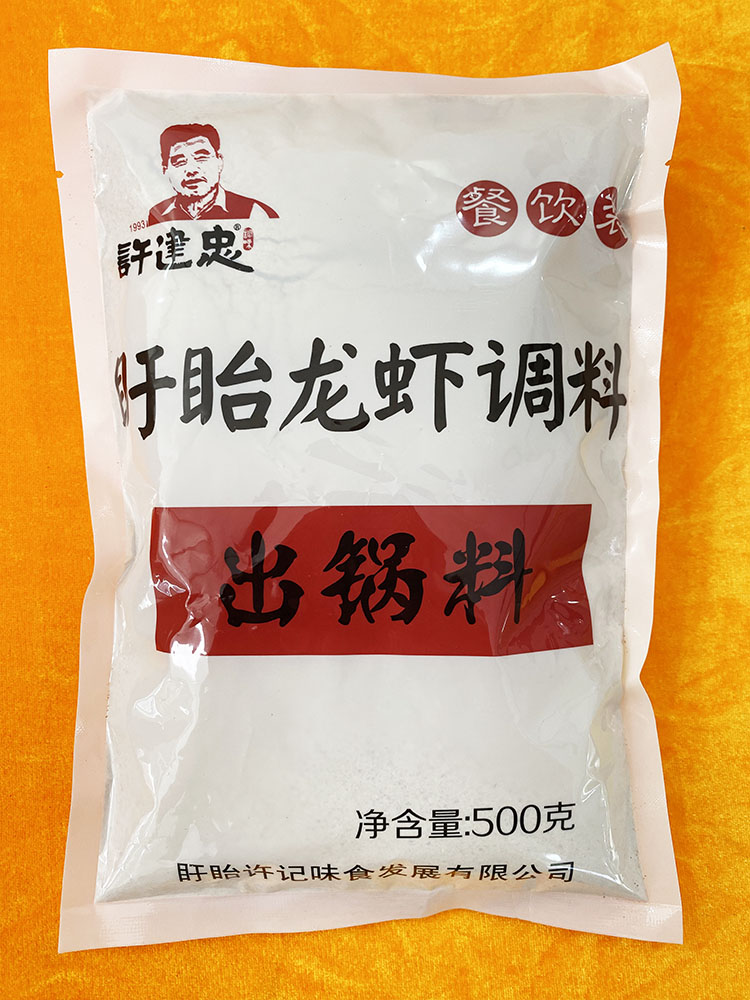 餐饮装
1993
許建忠®
盱眙龙虾调料
出锅料
净含量:500克
盱眙许记味食发展有限公司